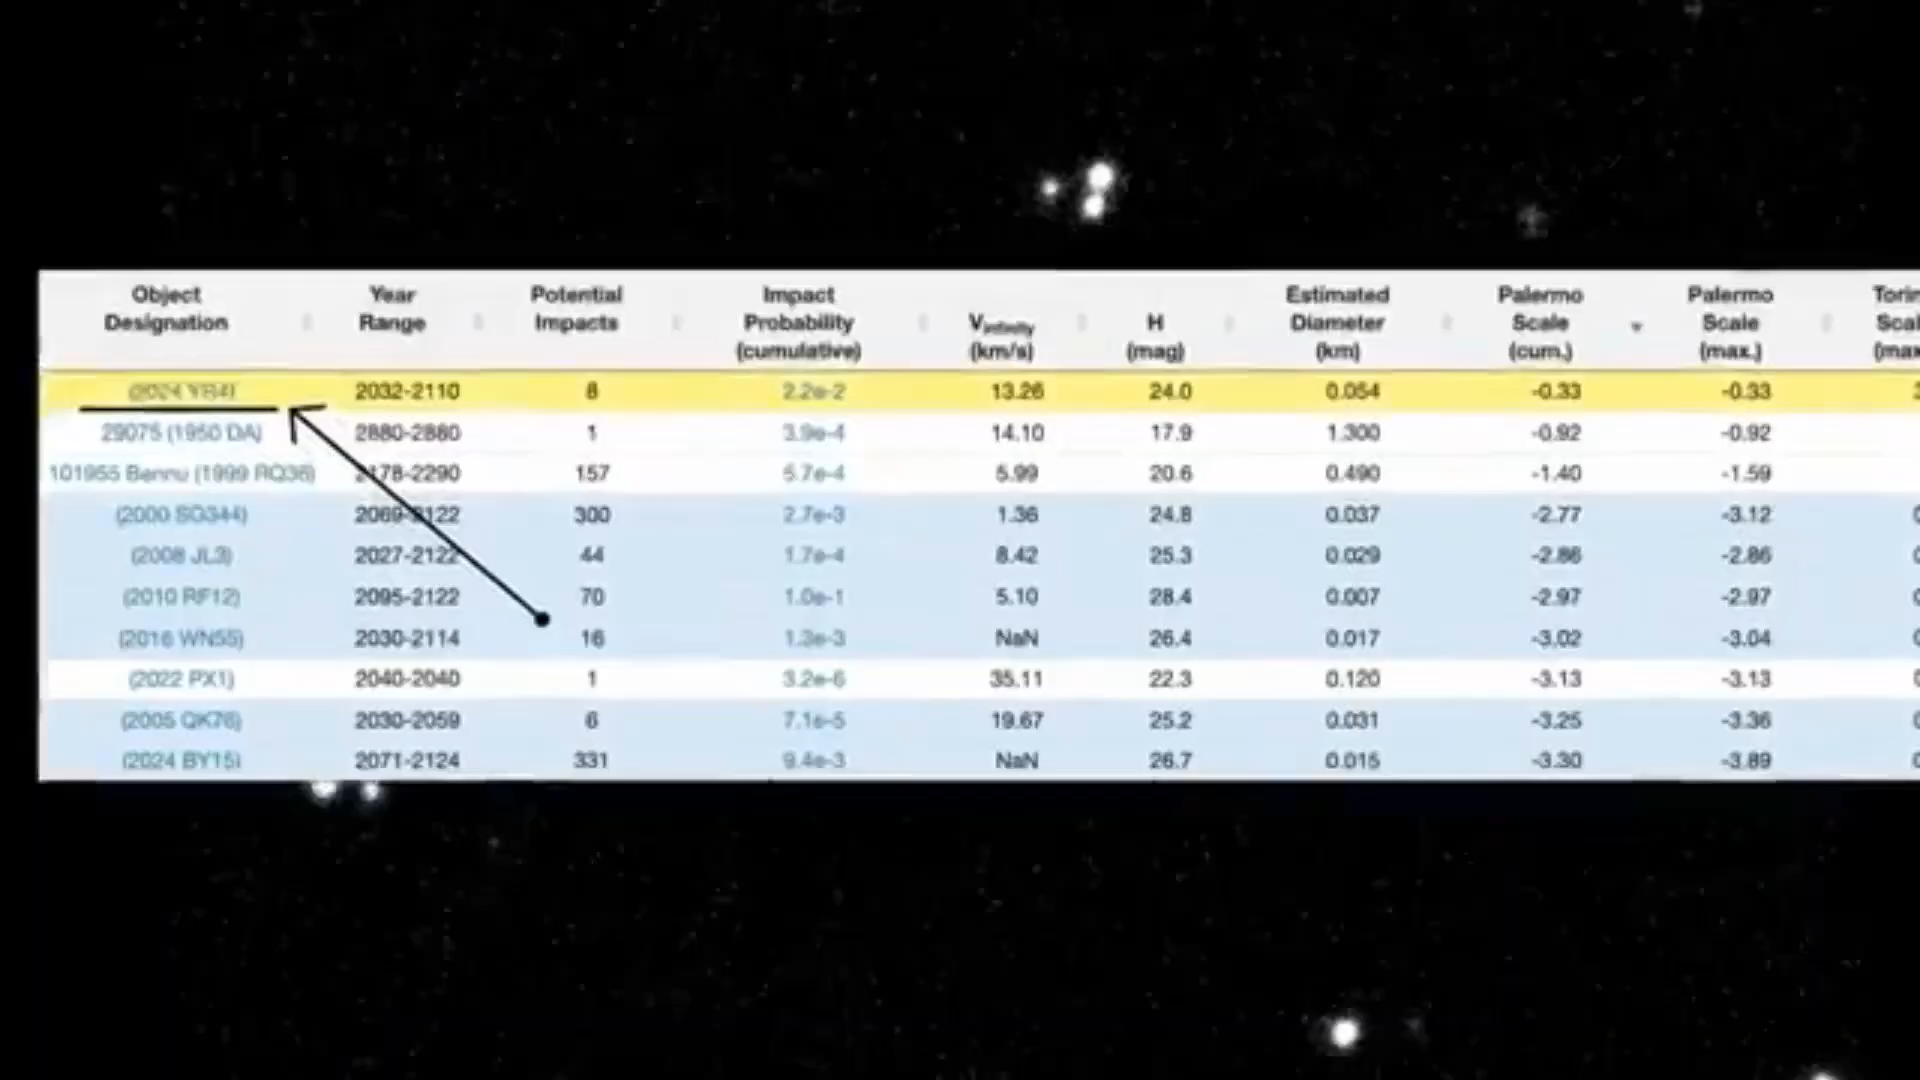 Object Designation Year Range Potential Impacts Impact Probability (cumulative) Vinfinity (km/s) H (mag) Estimated Diameter (km) Palermo Scale (cum.) Palermo Scale (max.)
(2024 YR4) 2032-2110 8 2.2e-2 13.26 24.0 0.054 -0.33 -0.33
29075 (1950 DA) 2880-2880 1 3.9e-4 14.10 17.9 1.300 -0.92 -0.92
101955 Bennu (1999 RQ36) 2178-2290 157 5.7e-4 5.99 20.6 0.490 -1.40 -1.59
(2000 SG344) 2069-2122 300 2.7e-3 1.36 24.8 0.037 -2.77 -3.12
(2008 JL3) 2027-2122 44 1.7e-4 8.42 25.3 0.029 -2.86 -2.86
(2010 RF12) 2095-2122 70 1.0e-1 5.10 28.4 0.007 -2.97 -2.97
(2016 WN55) 2030-2114 16 1.3e-3 NaN 26.4 0.017 -3.02 -3.04
(2022 PX1) 2040-2040 1 3.2e-6 35.11 22.3 0.120 -3.13 -3.13
(2005 QK76) 2030-2059 6 7.1e-5 19.67 25.2 0.031 -3.25 -3.36
(2024 BY15) 2071-2124 331 9.4e-3 NaN 26.7 0.015 -3.30 -3.89